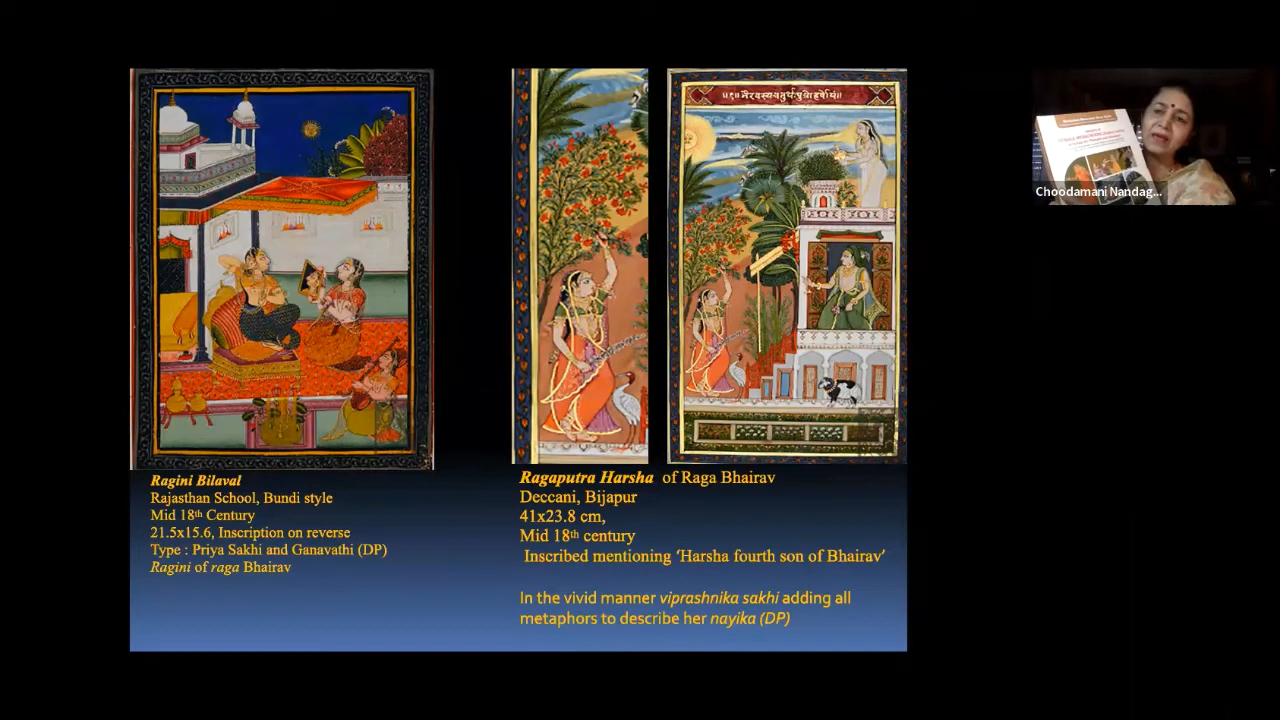 Ragini Bilaval
Rajasthan School, Bundi style
Mid 18th Century
21.5x15.6, Inscription on reverse
Type : Priya Sakhi and Ganavathi (DP)
Ragini of raga Bhairav
Ragaputra Harsha of Raga Bhairav
Deccani, Bijapur
41x23.8 cm,
Mid 18th century
Inscribed mentioning ‘Harsha fourth son of Bhairav’
In the vivid manner viprashnika sakhi adding all
metaphors to describe her nayika (DP)
Choodamani Nandag...